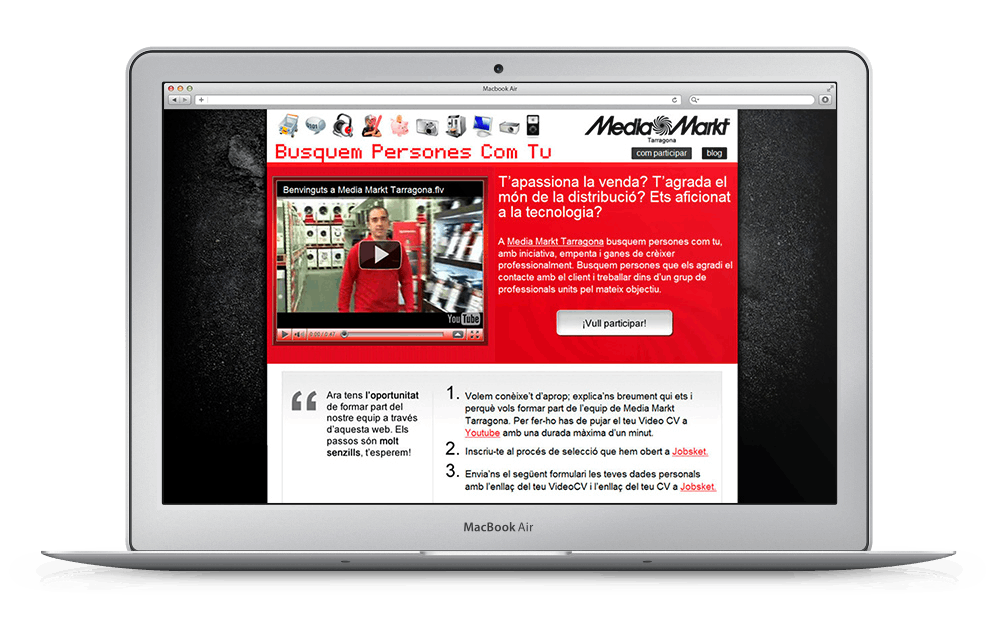 Macbook Air
101
Media Markt
Tarragona
Busquem Persones Com Tu
com participar
blog
Benvinguts a Media Markt Tarragona.flv
YouTube
0:00 / 0:47
T'apassiona la venda? T'agrada el
món de la distribució? Ets aficionat
a la tecnologia?
A Media Markt Tarragona busquem persones com tu,
amb iniciativa, empenta i ganes de crèixer
professionalment. Busquem persones que els agradi el
contacte amb el client i treballar dins d'un grup de
professionals units pel mateix objectiu.
¡Vull participar!
Ara tens l'oportunitat
de formar part del
nostre equip a través
d'aquesta web. Els
passos són molt
senzills, t'esperem!
1. Volem conèixe't d'aprop; explica'ns breument qui ets i
perquè vols formar part de l'equip de Media Markt
Tarragona. Per fer-ho has de pujar el teu Video CV a
Youtube amb una durada màxima d'un minut.
2. Inscriu-te al procés de selecció que hem obert a Jobsket.
3. Envia'ns el següent formulari les teves dades personals
amb l'enllaç del teu VideoCV i l'enllaç del teu CV a Jobsket.
MacBook Air